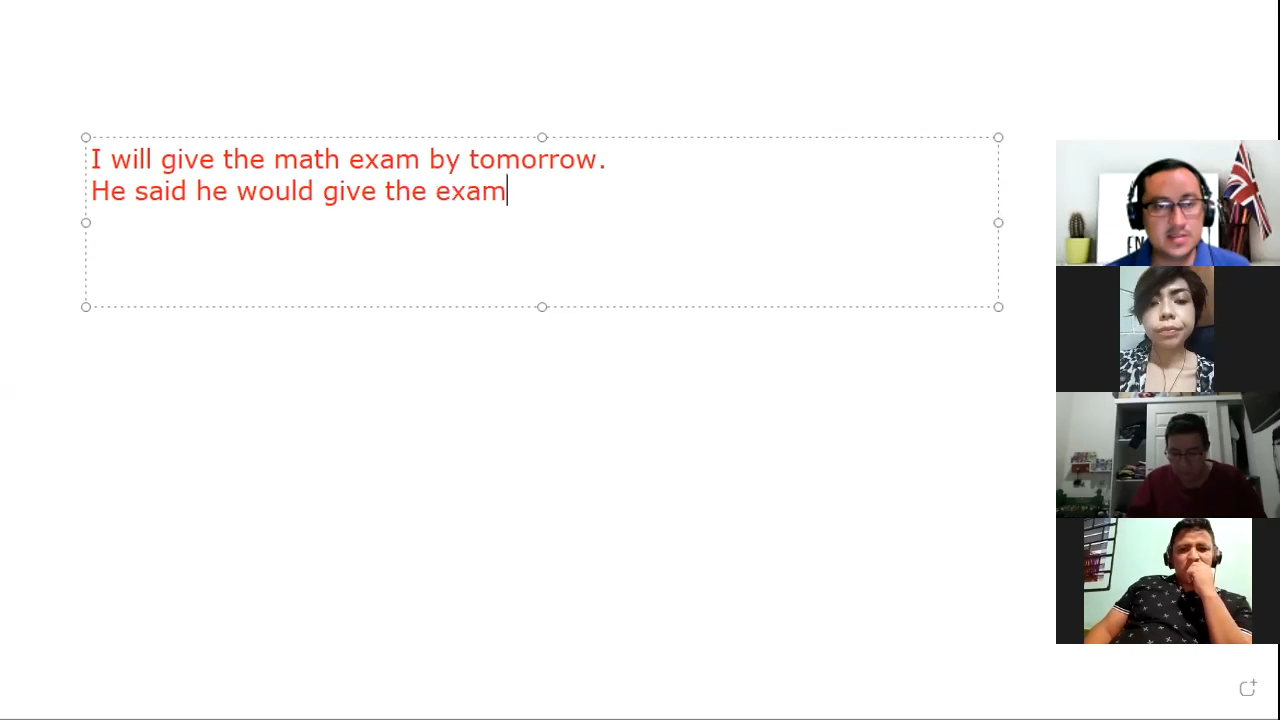 I will give the math exam by tomorrow.
He said he would give the exam